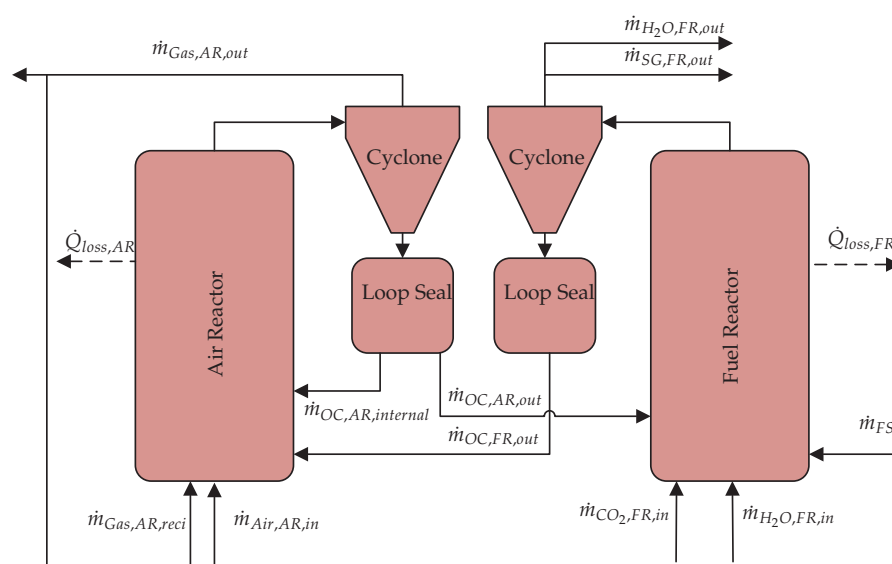 ṁH₂O,FR,out
ṁGas,AR,out
ṁSG,FR,out
Cyclone
Cyclone
Q̇loss,AR
Q̇loss,FR
Loop Seal
Loop Seal
Air Reactor
Fuel Reactor
ṁOC,AR,out
ṁOC,AR,internal
ṁFS
ṁOC,FR,out
ṁGas,AR,reci
ṁAir,AR,in
ṁCO₂,FR,in
ṁH₂O,FR,in